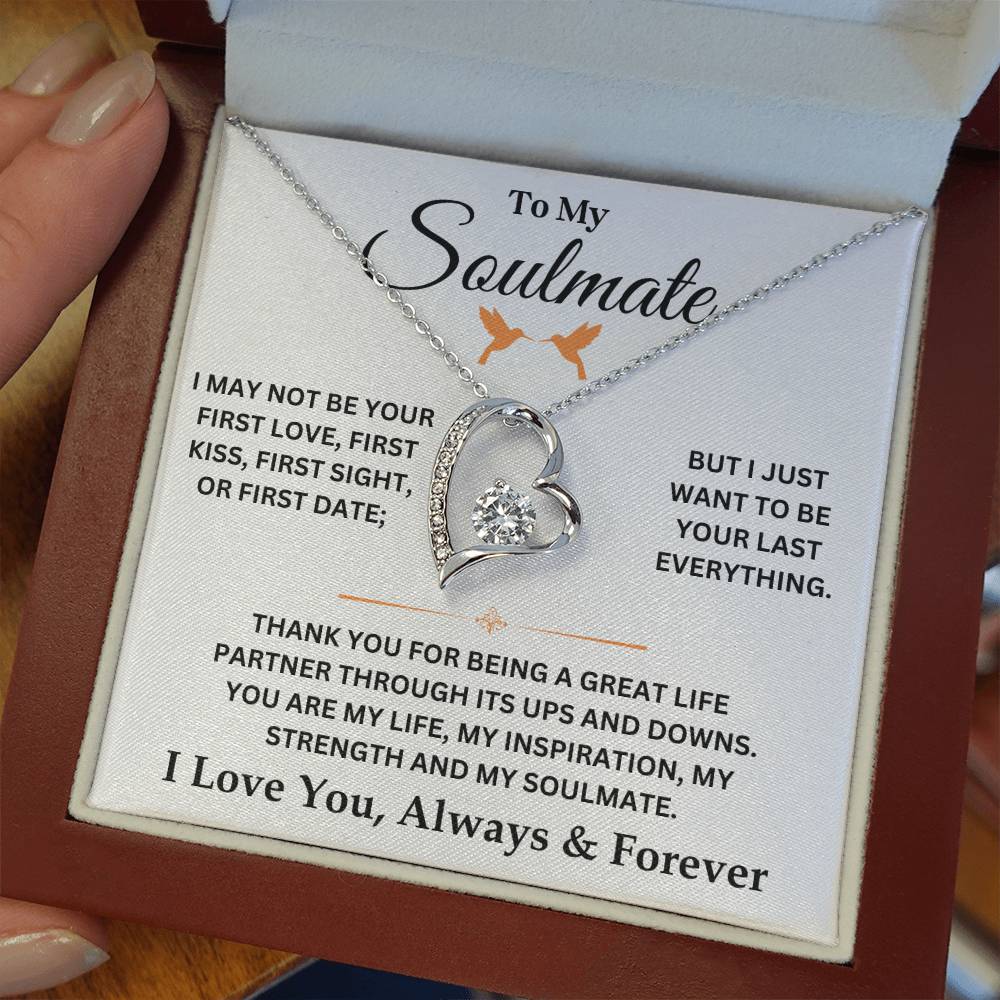 To My
Soulmate
I MAY NOT BE YOUR
FIRST LOVE, FIRST
KISS, FIRST SIGHT,
OR FIRST DATE;
BUT I JUST
WANT TO BE
YOUR LAST
EVERYTHING.
THANK YOU FOR BEING A GREAT LIFE
PARTNER THROUGH ITS UPS AND DOWNS.
YOU ARE MY LIFE, MY INSPIRATION, MY
STRENGTH AND MY SOULMATE.
I Love You, Always & Forever